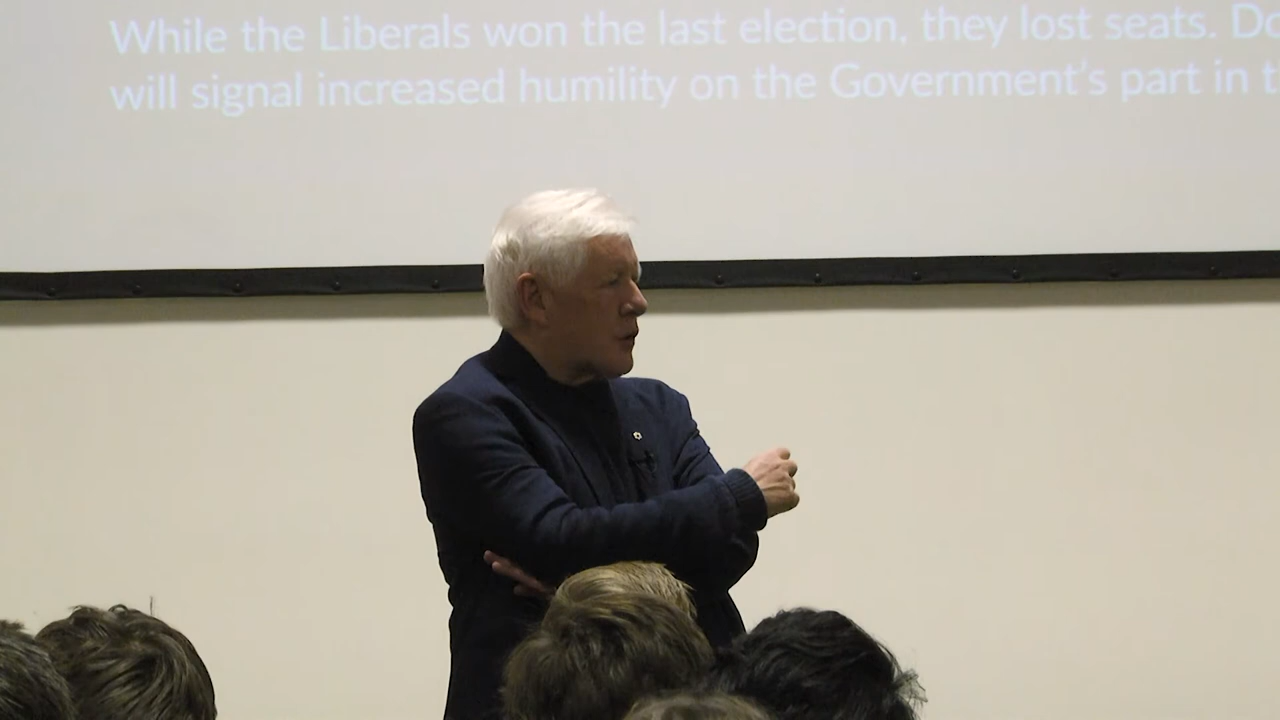 While the Liberals won the last election, they lost seats. Do
will signal increased humility on the Government's part in t